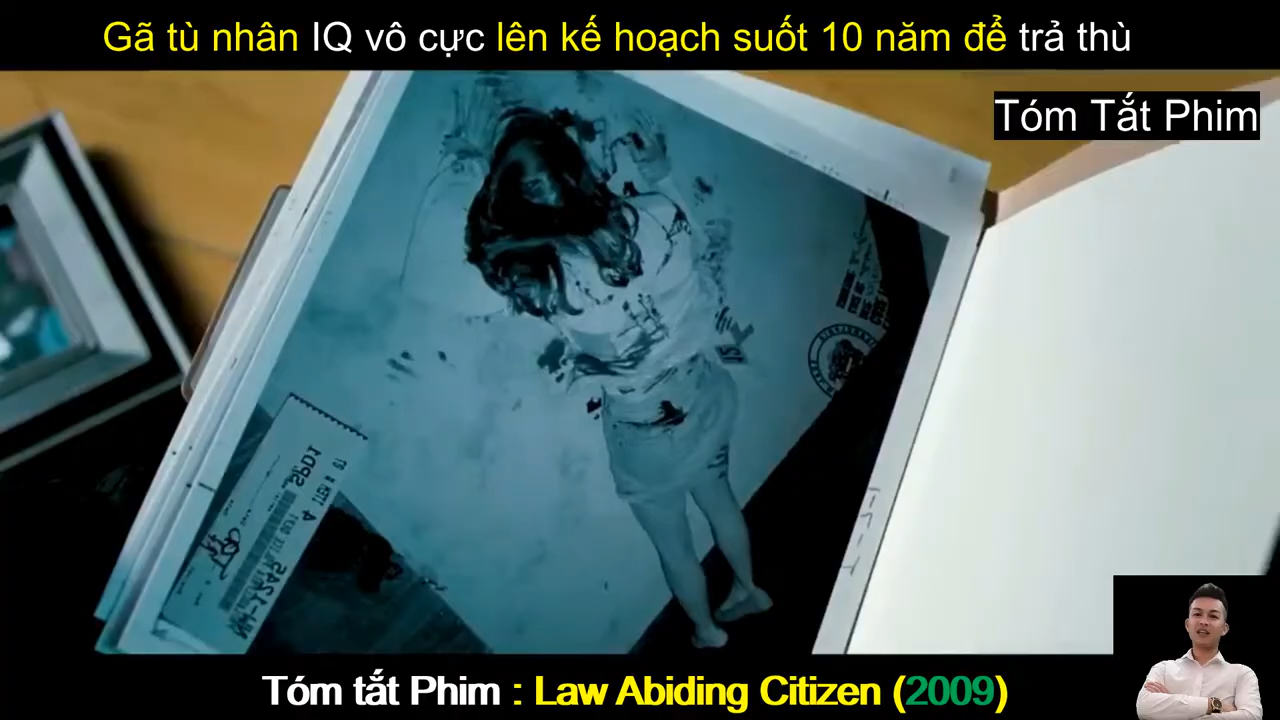 Gã tù nhân IQ vô cực lên kế hoạch suốt 10 năm để trả thù
Tóm Tắt Phim
Tóm tắt Phim : Law Abiding Citizen (2009)